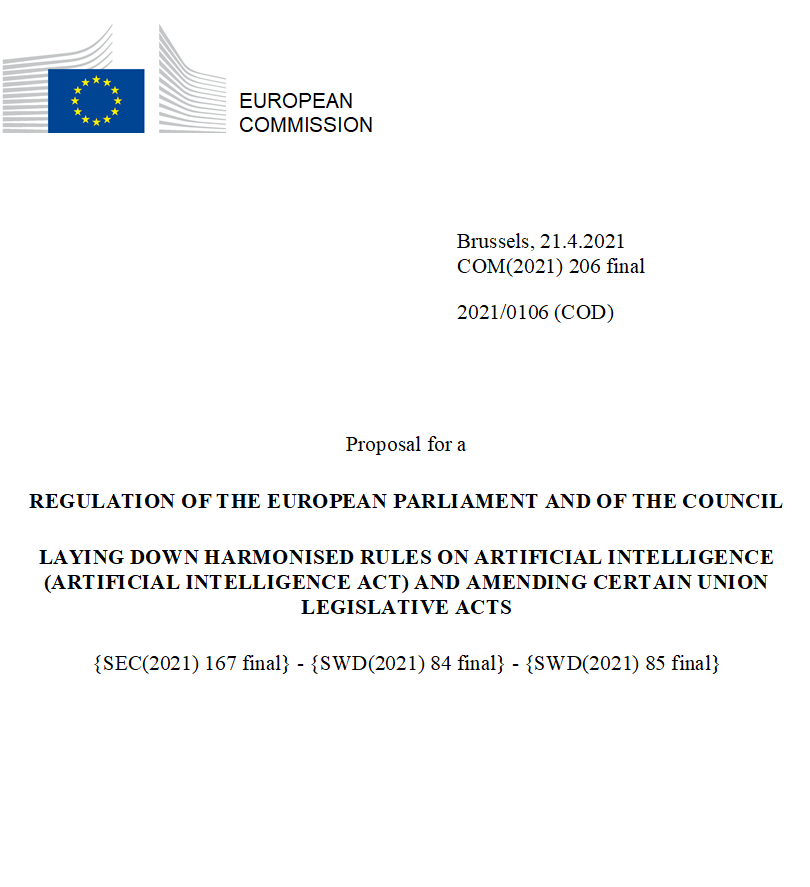 EUROPEAN
COMMISSION
Brussels, 21.4.2021
COM(2021) 206 final
2021/0106 (COD)
Proposal for a
REGULATION OF THE EUROPEAN PARLIAMENT AND OF THE COUNCIL
LAYING DOWN HARMONISED RULES ON ARTIFICIAL INTELLIGENCE
(ARTIFICIAL INTELLIGENCE ACT) AND AMENDING CERTAIN UNION
LEGISLATIVE ACTS
{SEC(2021) 167 final} - {SWD(2021) 84 final} - {SWD(2021) 85 final}